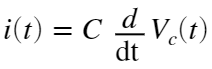 i(t) = C d/dt V_c(t)